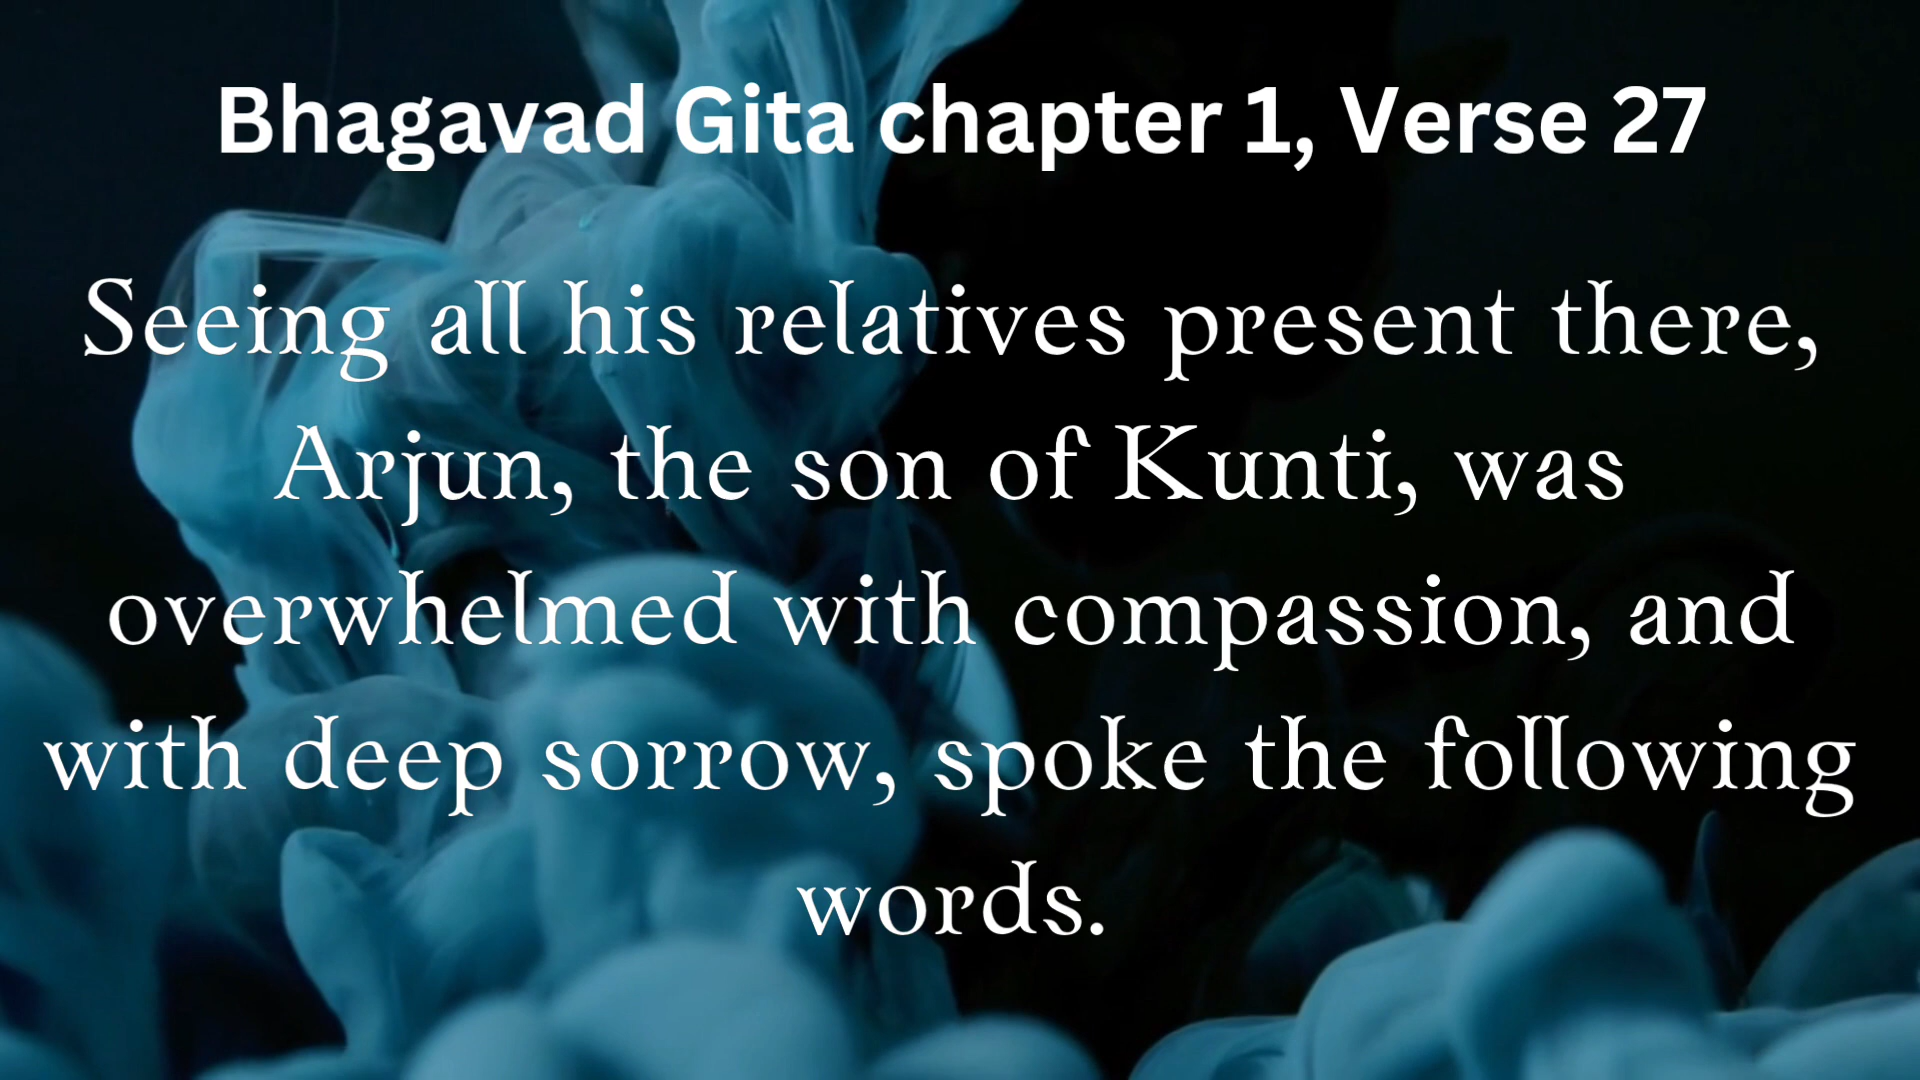 Bhagavad Gita chapter 1, Verse 27
Seeing all his relatives present there,
Arjun, the son of Kunti, was
overwhelmed with compassion, and
with deep sorrow, spoke the following
words.